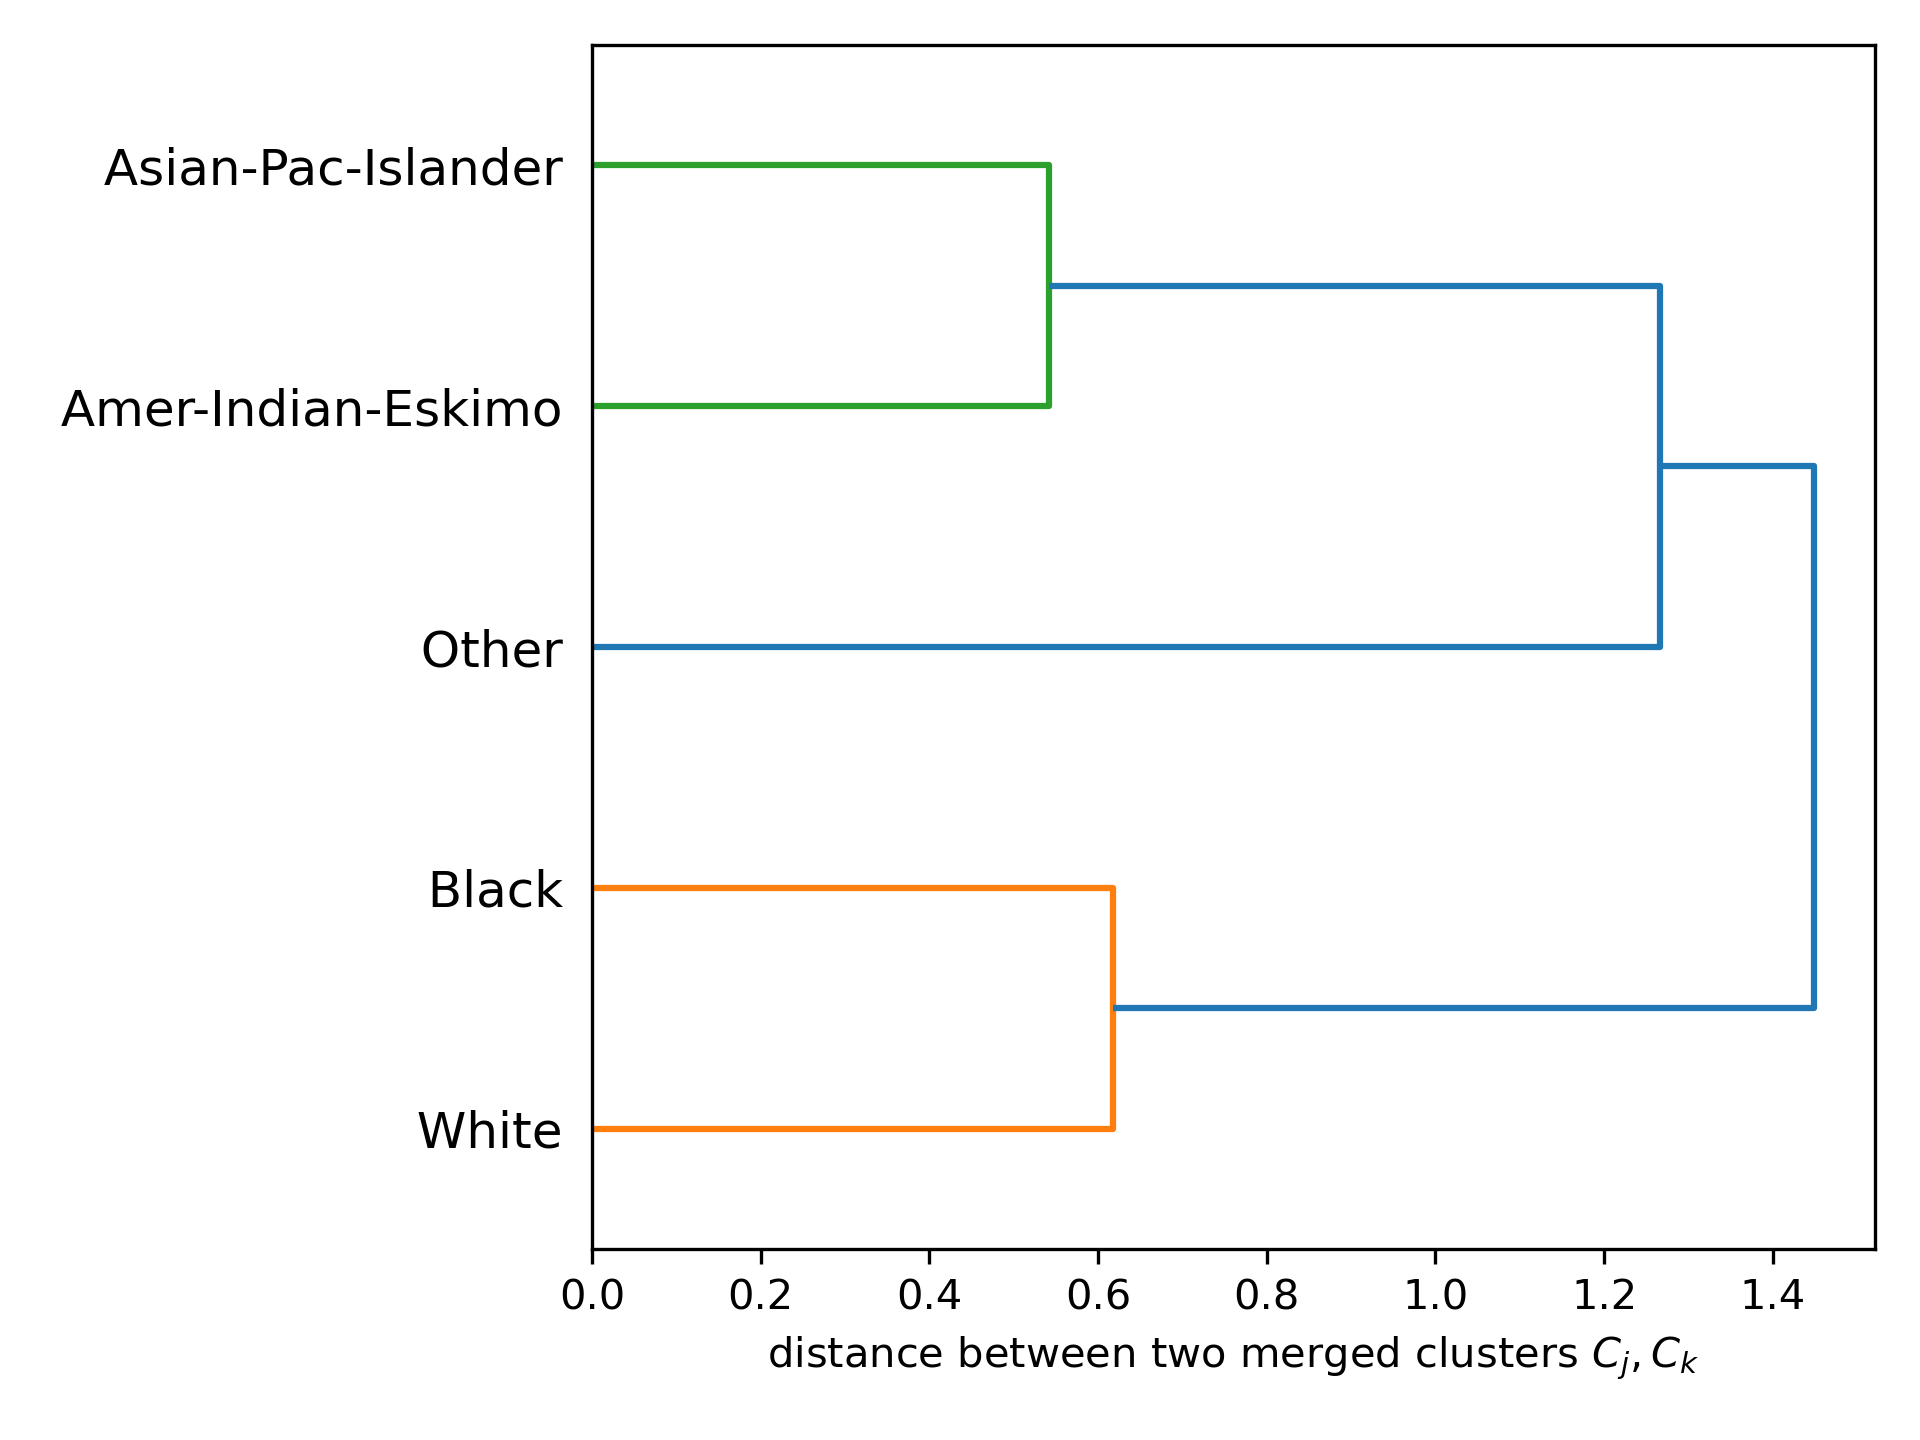 Asian-Pac-Islander
Amer-Indian-Eskimo
Other
Black
White
0.0 0.2 0.4 0.6 0.8 1.0 1.2 1.4
distance between two merged clusters $C_j, C_k$